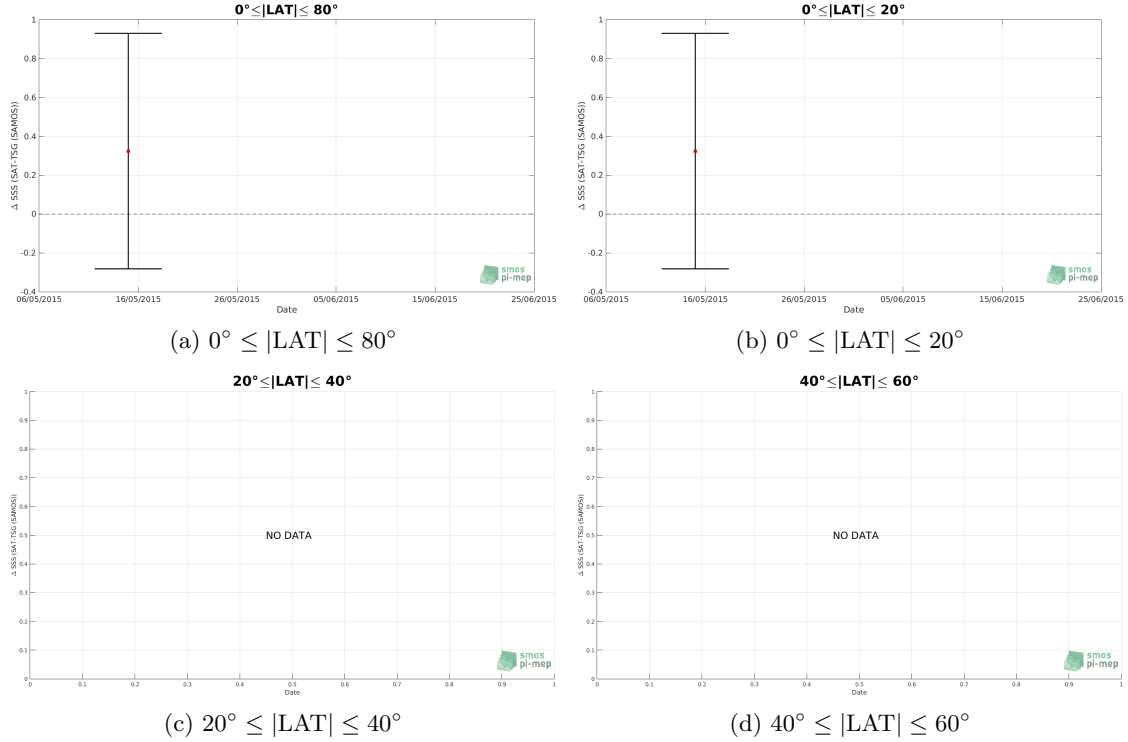 0°≤|LAT|≤ 80°
Δ SSS (SAT-TSG (SAMOS))
1
0.8
0.6
0.4
0.2
0
-0.2
-0.4
06/05/2015 16/05/2015 26/05/2015 05/06/2015 15/06/2015 25/06/2015
Date
smos
pi-mep
(a) 0° ≤ |LAT| ≤ 80°
0°≤|LAT|≤ 20°
Δ SSS (SAT-TSG (SAMOS))
1
0.8
0.6
0.4
0.2
0
-0.2
-0.4
06/05/2015 16/05/2015 26/05/2015 05/06/2015 15/06/2015 25/06/2015
Date
smos
pi-mep
(b) 0° ≤ |LAT| ≤ 20°
20°≤|LAT|≤ 40°
Δ SSS (SAT-TSG (SAMOS))
1
0.9
0.8
0.7
0.6
0.5
0.4
0.3
0.2
0.1
0
NO DATA
0 0.1 0.2 0.3 0.4 0.5 0.6 0.7 0.8 0.9 1
Date
smos
pi-mep
(c) 20° ≤ |LAT| ≤ 40°
40°≤|LAT|≤ 60°
Δ SSS (SAT-TSG (SAMOS))
1
0.9
0.8
0.7
0.6
0.5
0.4
0.3
0.2
0.1
0
NO DATA
0 0.1 0.2 0.3 0.4 0.5 0.6 0.7 0.8 0.9 1
Date
smos
pi-mep
(d) 40° ≤ |LAT| ≤ 60°